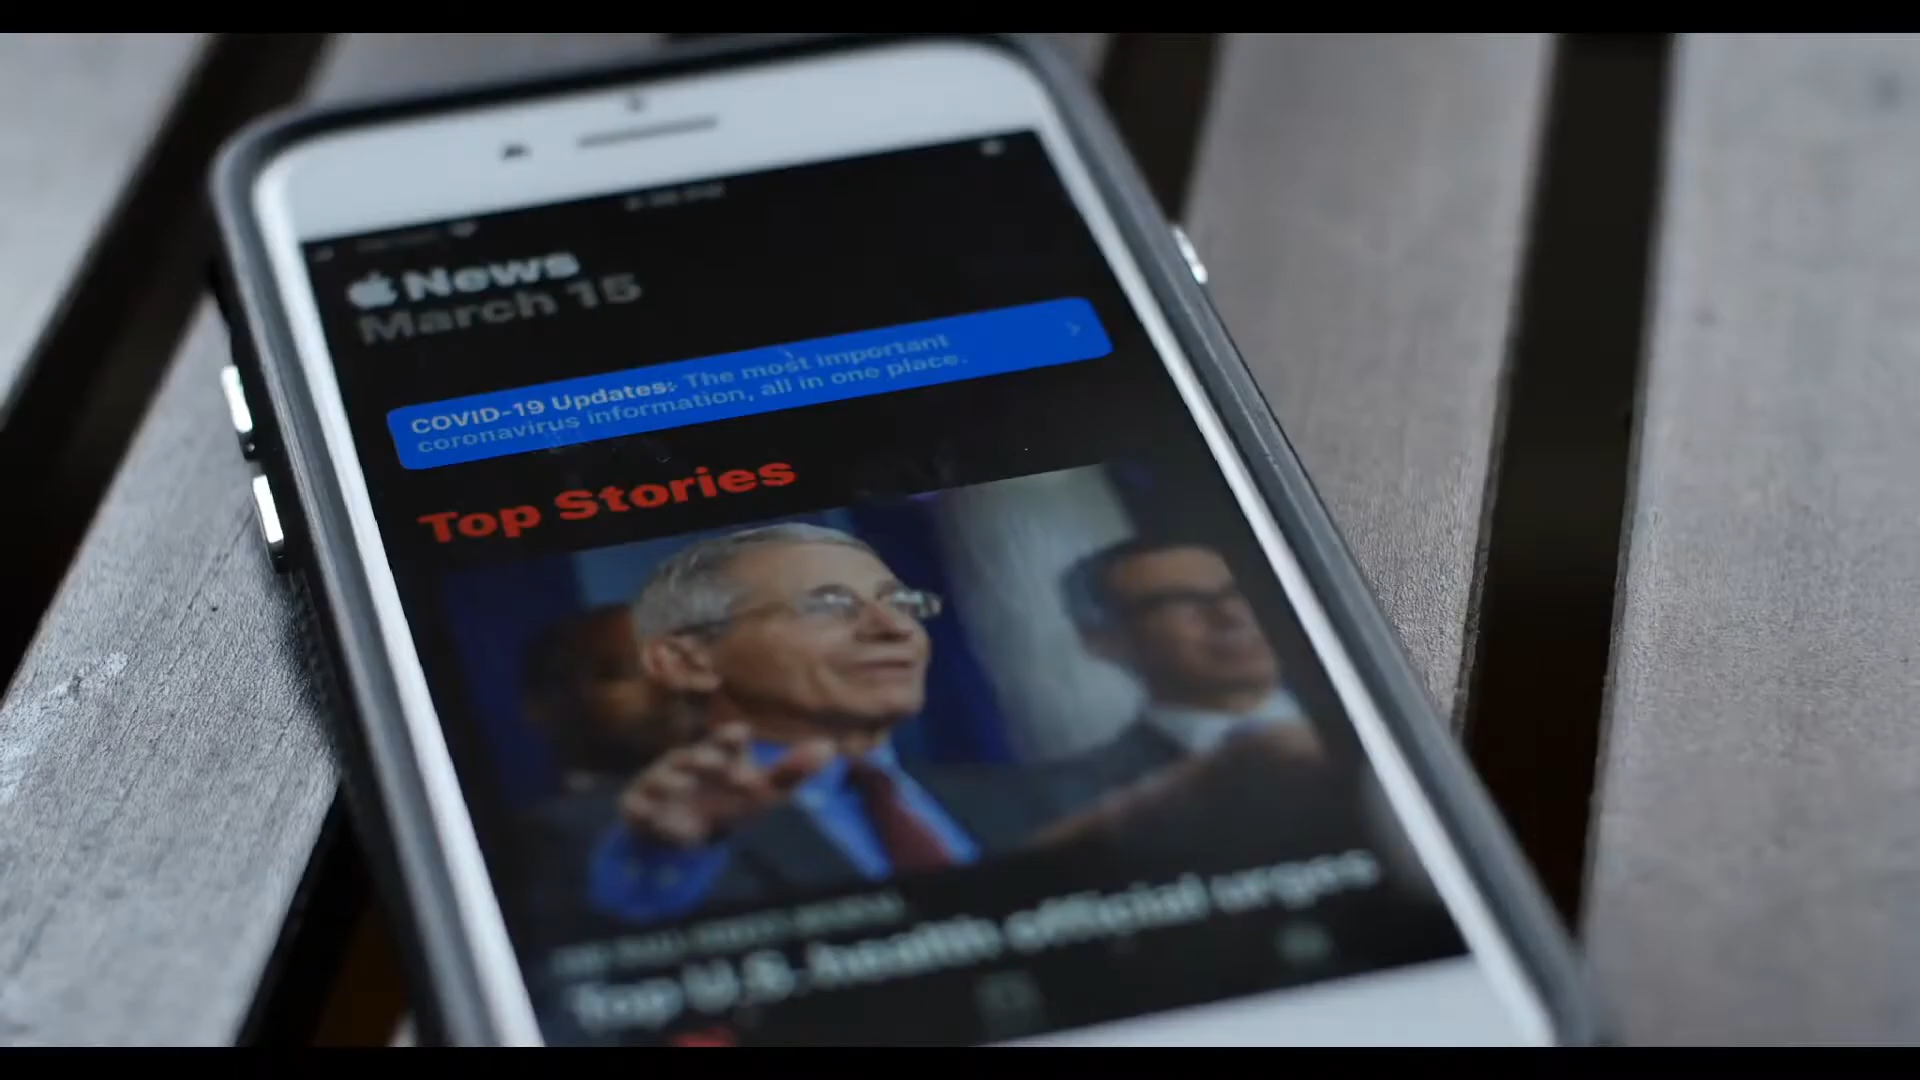 News
March 15
COVID-19 Updates: The most important
coronavirus information, all in one place.
Top Stories
Top U.S. health official urges